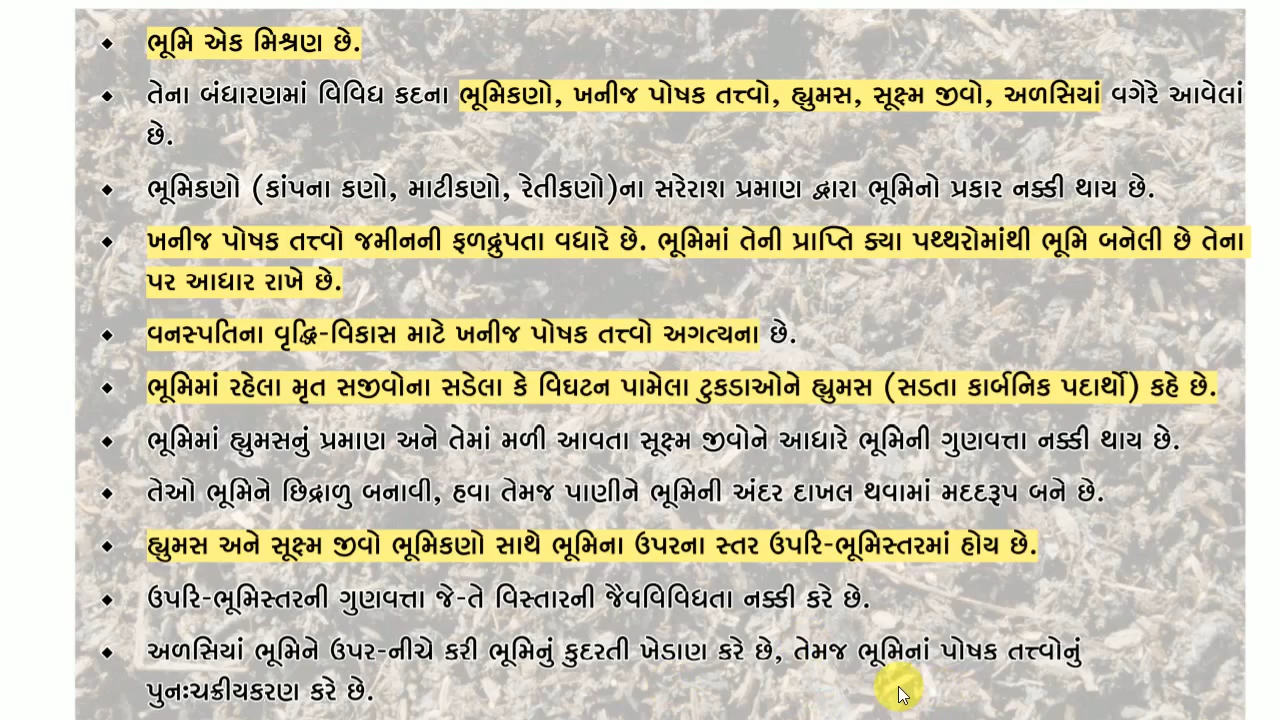 ◆ ભૂમિ એક મિશ્રણ છે.
◆ તેના બંધારણમાં વિવિધ કદના ભૂમિકણો, ખનીજ પોષક તત્ત્વો, હ્યુમસ, સૂક્ષ્મ જીવો, અળસિયાં વગેરે આવેલાં
છે.
◆ ભૂમિકણો (કાંપના કણો, માટીકણો, રેતીકણો)ના સરેરાશ પ્રમાણ દ્વારા ભૂમિનો પ્રકાર નક્કી થાય છે.
◆ ખનીજ પોષક તત્ત્વો જમીનની ફળદ્રુપતા વધારે છે. ભૂમિમાં તેની પ્રાપ્તિ ક્યા પથ્થરોમાંથી ભૂમિ બનેલી છે તેના
પર આધાર રાખે છે.
◆ વનસ્પતિના વૃદ્ધિ-વિકાસ માટે ખનીજ પોષક તત્ત્વો અગત્યના છે.
◆ ભૂમિમાં રહેલા મૃત સજીવોના સડેલા કે વિઘટન પામેલા ટુકડાઓને હ્યુમસ (સડતા કાર્બનિક પદાર્થો) કહે છે.
◆ ભૂમિમાં હ્યુમસનું પ્રમાણ અને તેમાં મળી આવતા સૂક્ષ્મ જીવોને આધારે ભૂમિની ગુણવત્તા નક્કી થાય છે.
◆ તેઓ ભૂમિને છિદ્રાળુ બનાવી, હવા તેમજ પાણીને ભૂમિની અંદર દાખલ થવામાં મદદરૂપ બને છે.
◆ હ્યુમસ અને સૂક્ષ્મ જીવો ભૂમિકણો સાથે ભૂમિના ઉપરના સ્તર ઉપરિ-ભૂમિસ્તરમાં હોય છે.
◆ ઉપરિ-ભૂમિસ્તરની ગુણવત્તા જે-તે વિસ્તારની જૈવવિવિધતા નક્કી કરે છે.
◆ અળસિયાં ભૂમિને ઉપર-નીચે કરી ભૂમિનું કુદરતી ખેડાણ કરે છે, તેમજ ભૂમિનાં પોષક તત્ત્વોનું
પુનઃચક્રીયકરણ કરે છે.